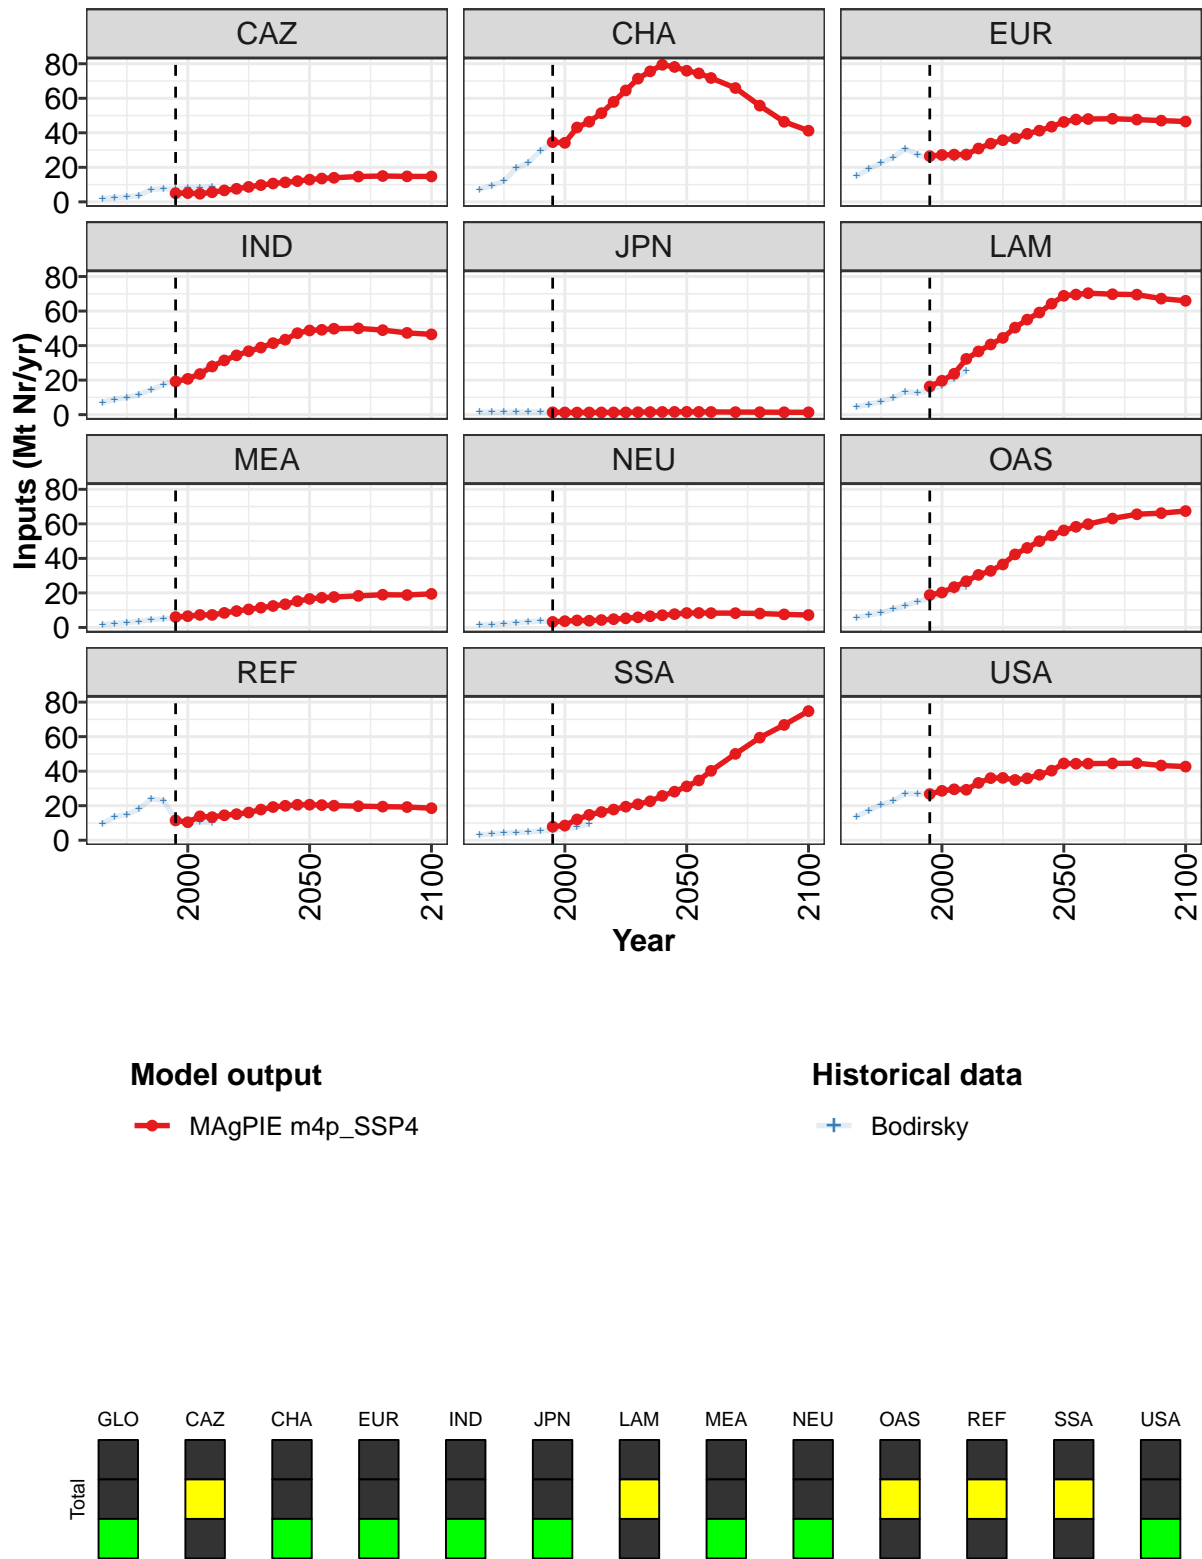 CAZ CHA EUR
80
60
40
20
0
IND JPN LAM
80
60
40
20
0
MEA NEU OAS
80
60
40
20
0
REF SSA USA
80
60
40
20
0
Inputs (Mt Nr/yr)
2000 2050 2100 2000 2050 2100 2000 2050 2100
Year
Model output Historical data
MAgPIE m4p_SSP4 Bodirsky
GLO CAZ CHA EUR IND JPN LAM MEA NEU OAS REF SSA USA
Total